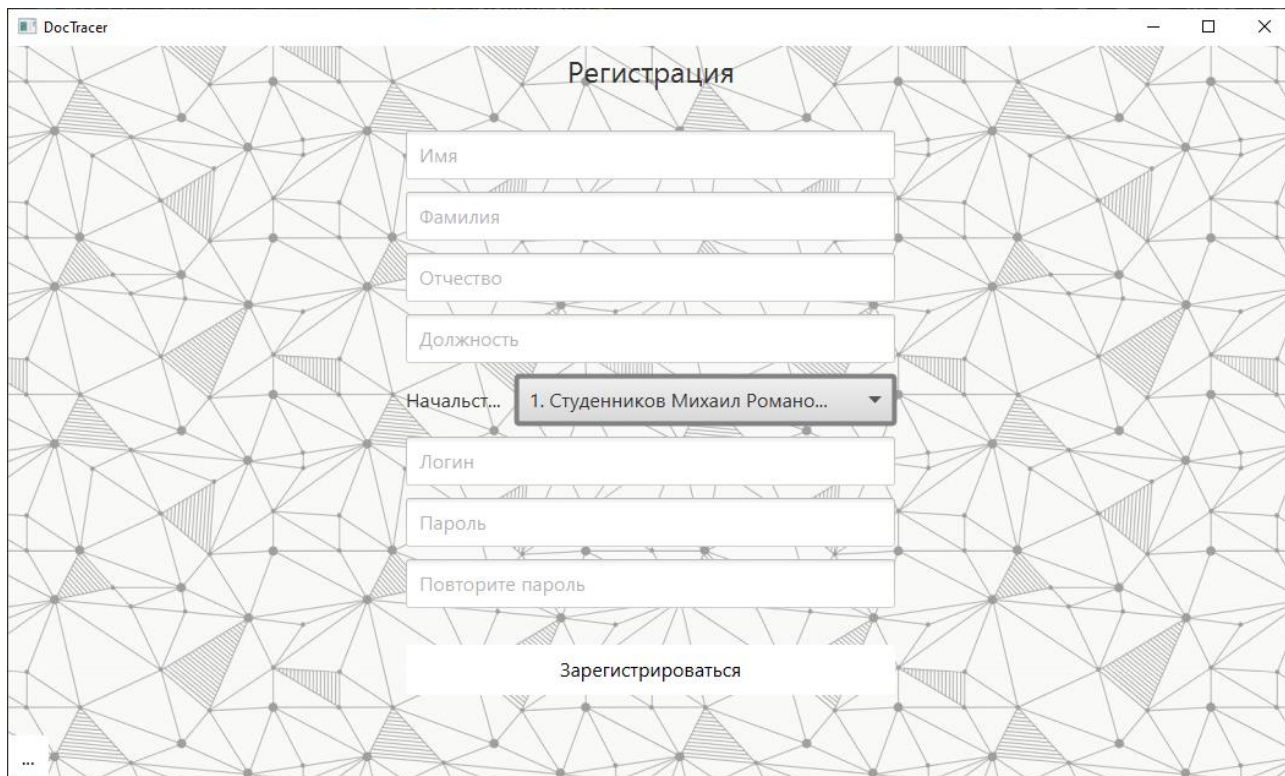 DocTracer
Регистрация
Имя
Фамилия
Отчество
Должность
Начальст... 1. Студенников Михаил Романо...
Логин
Пароль
Повторите пароль
Зарегистрироваться
...